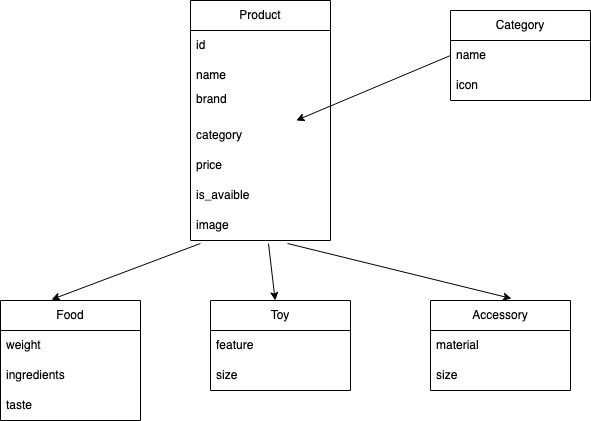 Product
id
name
brand
category
price
is_avaible
image
Category
name
icon
Food
weight
ingredients
taste
Toy
feature
size
Accessory
material
size